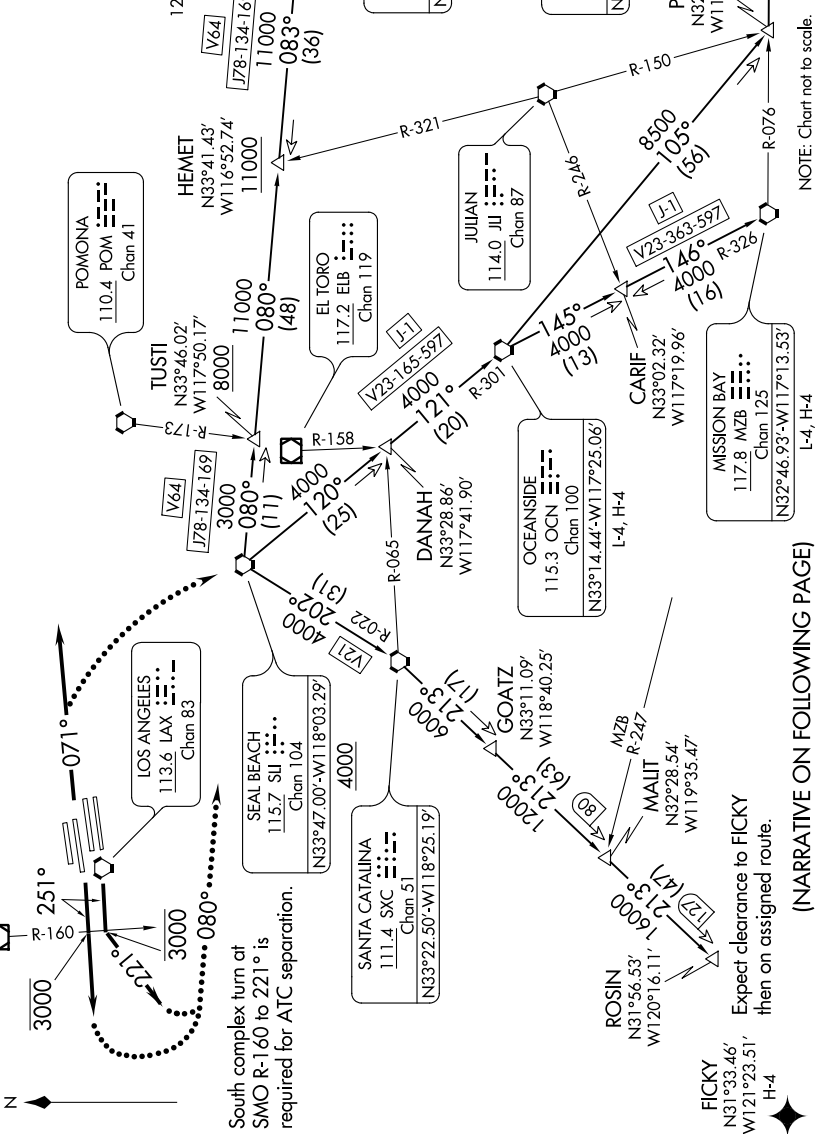 N
3000
R-160
251°
3000
221°
080°
071°
LOS ANGELES
113.6 LAX
Chan 83
South complex turn at
SMO R-160 to 221° is
required for ATC separation.
SEAL BEACH
115.7 SLI
Chan 104
N33°47.00'-W118°03.29'
4000
SANTA CATALINA
111.4 SXC
Chan 51
N33°22.50'-W118°25.19'
POMONA
110.4 POM
Chan 41
R-173
TUSTI
N33°46.02'
W117°50.17'
8000
V64
J78-134-169
3000
080°
(11)
11000
080°
(48)
HEMET
N33°41.43'
W116°52.74'
11000
V64
11000
083°
(36)
EL TORO
117.2 ELB
Chan 119
R-158
4000
120°
(25)
DANAH
N33°28.86'
W117°41.90'
R-065
J-1
V23-165-597
4000
121°
(20)
R-301
4000
202°
(31)
R-022
V21
6000
213°
(17)
GOATZ
N33°11.09'
W118°40.25'
12000
213°
(63)
80
MALIT
N32°28.54'
W119°35.47'
MZB
R-247
16000
213°
(47)
127
ROSIN
N31°56.53'
W120°16.11'
FICKY
N31°33.46'
W121°23.51'
H-4
Expect clearance to FICKY
then on assigned route.
OCEANSIDE
115.3 OCN
Chan 100
N33°14.44'-W117°25.06'
L-4, H-4
JULIAN
114.0 JLI
Chan 87
R-321
R-246
R-150
8500
105°
(56)
145°
4000
(13)
CARIF
N33°02.32'
W117°19.96'
J-1
V23-363-597
146°
4000
(16)
R-326
R-076
MISSION BAY
117.8 MZB
Chan 125
N32°46.93'-W117°13.53'
L-4, H-4
NOTE: Chart not to scale.
(NARRATIVE ON FOLLOWING PAGE)